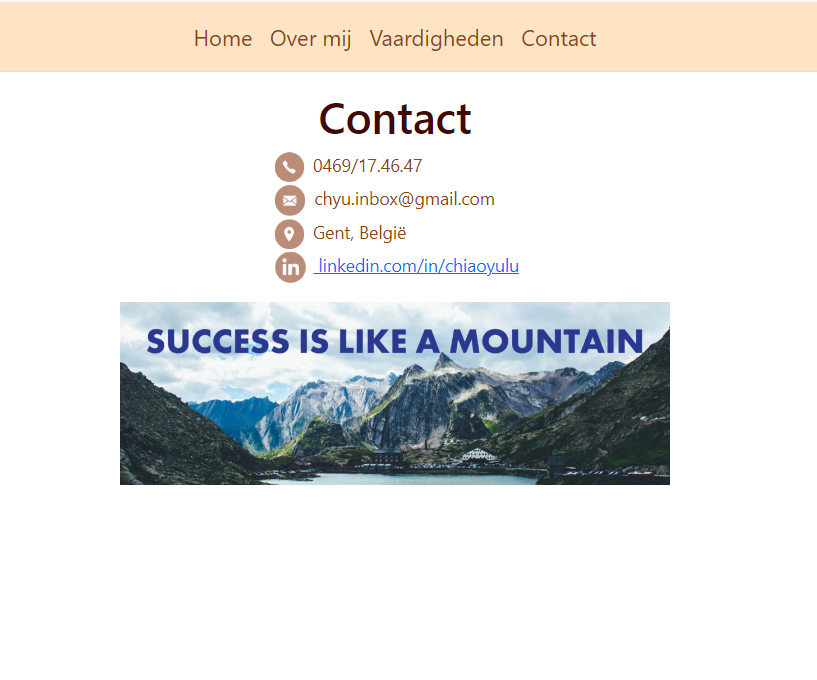 Home Over mij Vaardigheden Contact
Contact
0469/17.46.47
chyu.inbox@gmail.com
Gent, België
in linkedin.com/in/chiaoyulu
SUCCESS IS LIKE A MOUNTAIN